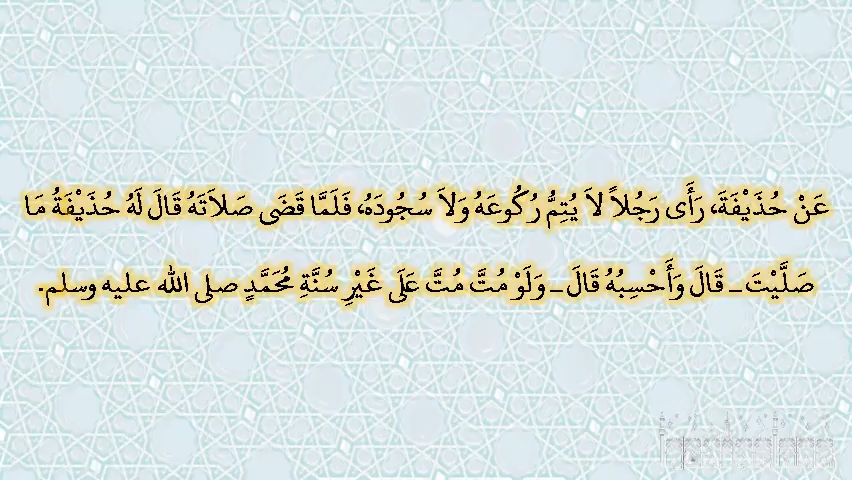 عَنْ حُذَيْفَةَ، رَأَى رَجُلاً لاَ يُتِمُّ رُكُوعَهُ وَلاَ سُجُودَهُ، فَلَمَّا قَضَى صَلاَتَهُ قَالَ لَهُ حُذَيْفَةُ مَا
صَلَّيْتَ ـ قَالَ وَأَحْسِبُهُ قَالَ ـ وَلَوْ مُتَّ مُتَّ عَلَى غَيْرِ سُنَّةِ مُحَمَّدٍ صلى الله عليه وسلم.